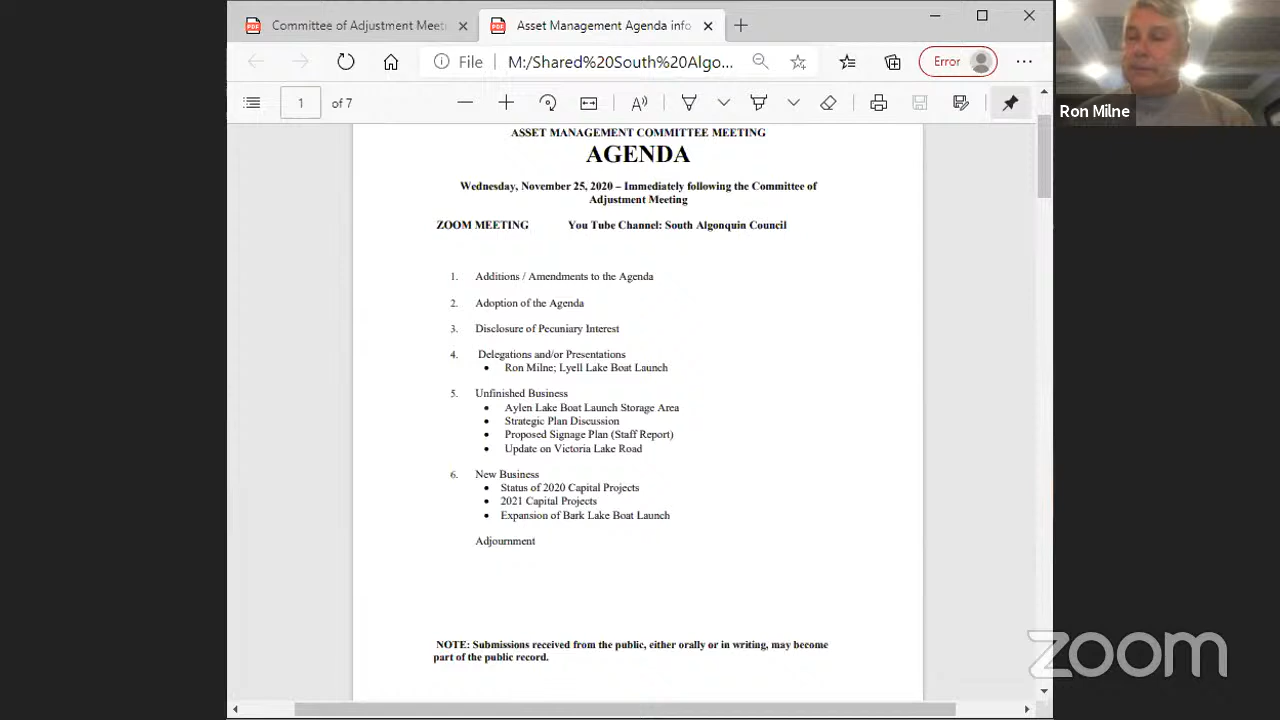 Committee of Adjustment Meet
Asset Management Agenda info
File
M:/Shared%20South%20Algo...
Error
1 of 7
Ron Milne
ASSET MANAGEMENT COMMITTEE MEETING
AGENDA
Wednesday, November 25, 2020 – Immediately following the Committee of
Adjustment Meeting
ZOOM MEETING You Tube Channel: South Algonquin Council
1. Additions / Amendments to the Agenda
2. Adoption of the Agenda
3. Disclosure of Pecuniary Interest
4. Delegations and/or Presentations
• Ron Milne; Lyell Lake Boat Launch
5. Unfinished Business
• Aylen Lake Boat Launch Storage Area
• Strategic Plan Discussion
• Proposed Signage Plan (Staff Report)
• Update on Victoria Lake Road
6. New Business
• Status of 2020 Capital Projects
• 2021 Capital Projects
• Expansion of Bark Lake Boat Launch
Adjournment
NOTE: Submissions received from the public, either orally or in writing, may become
part of the public record.
zoom